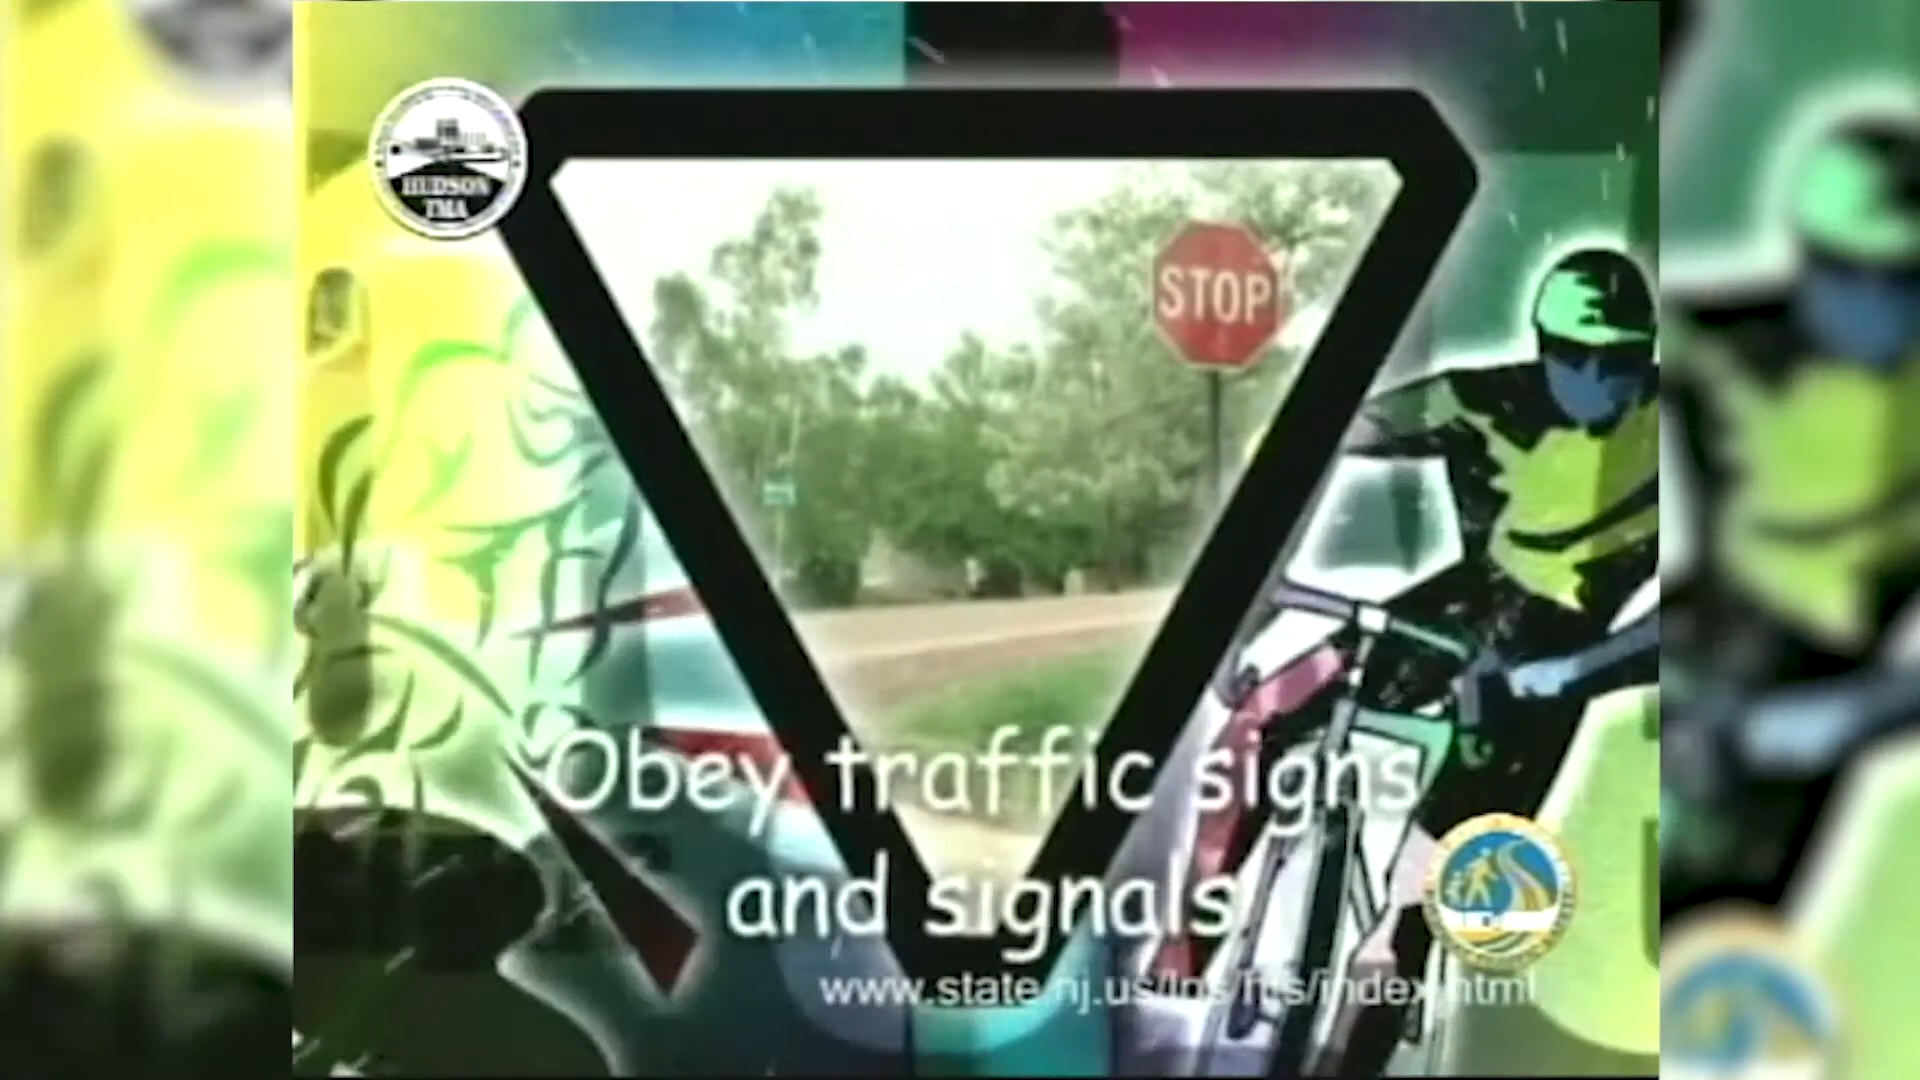 HUDSON
TMA
STOP
Obey traffic signs
and signals
www.state.nj.us/lps/hts/index.html